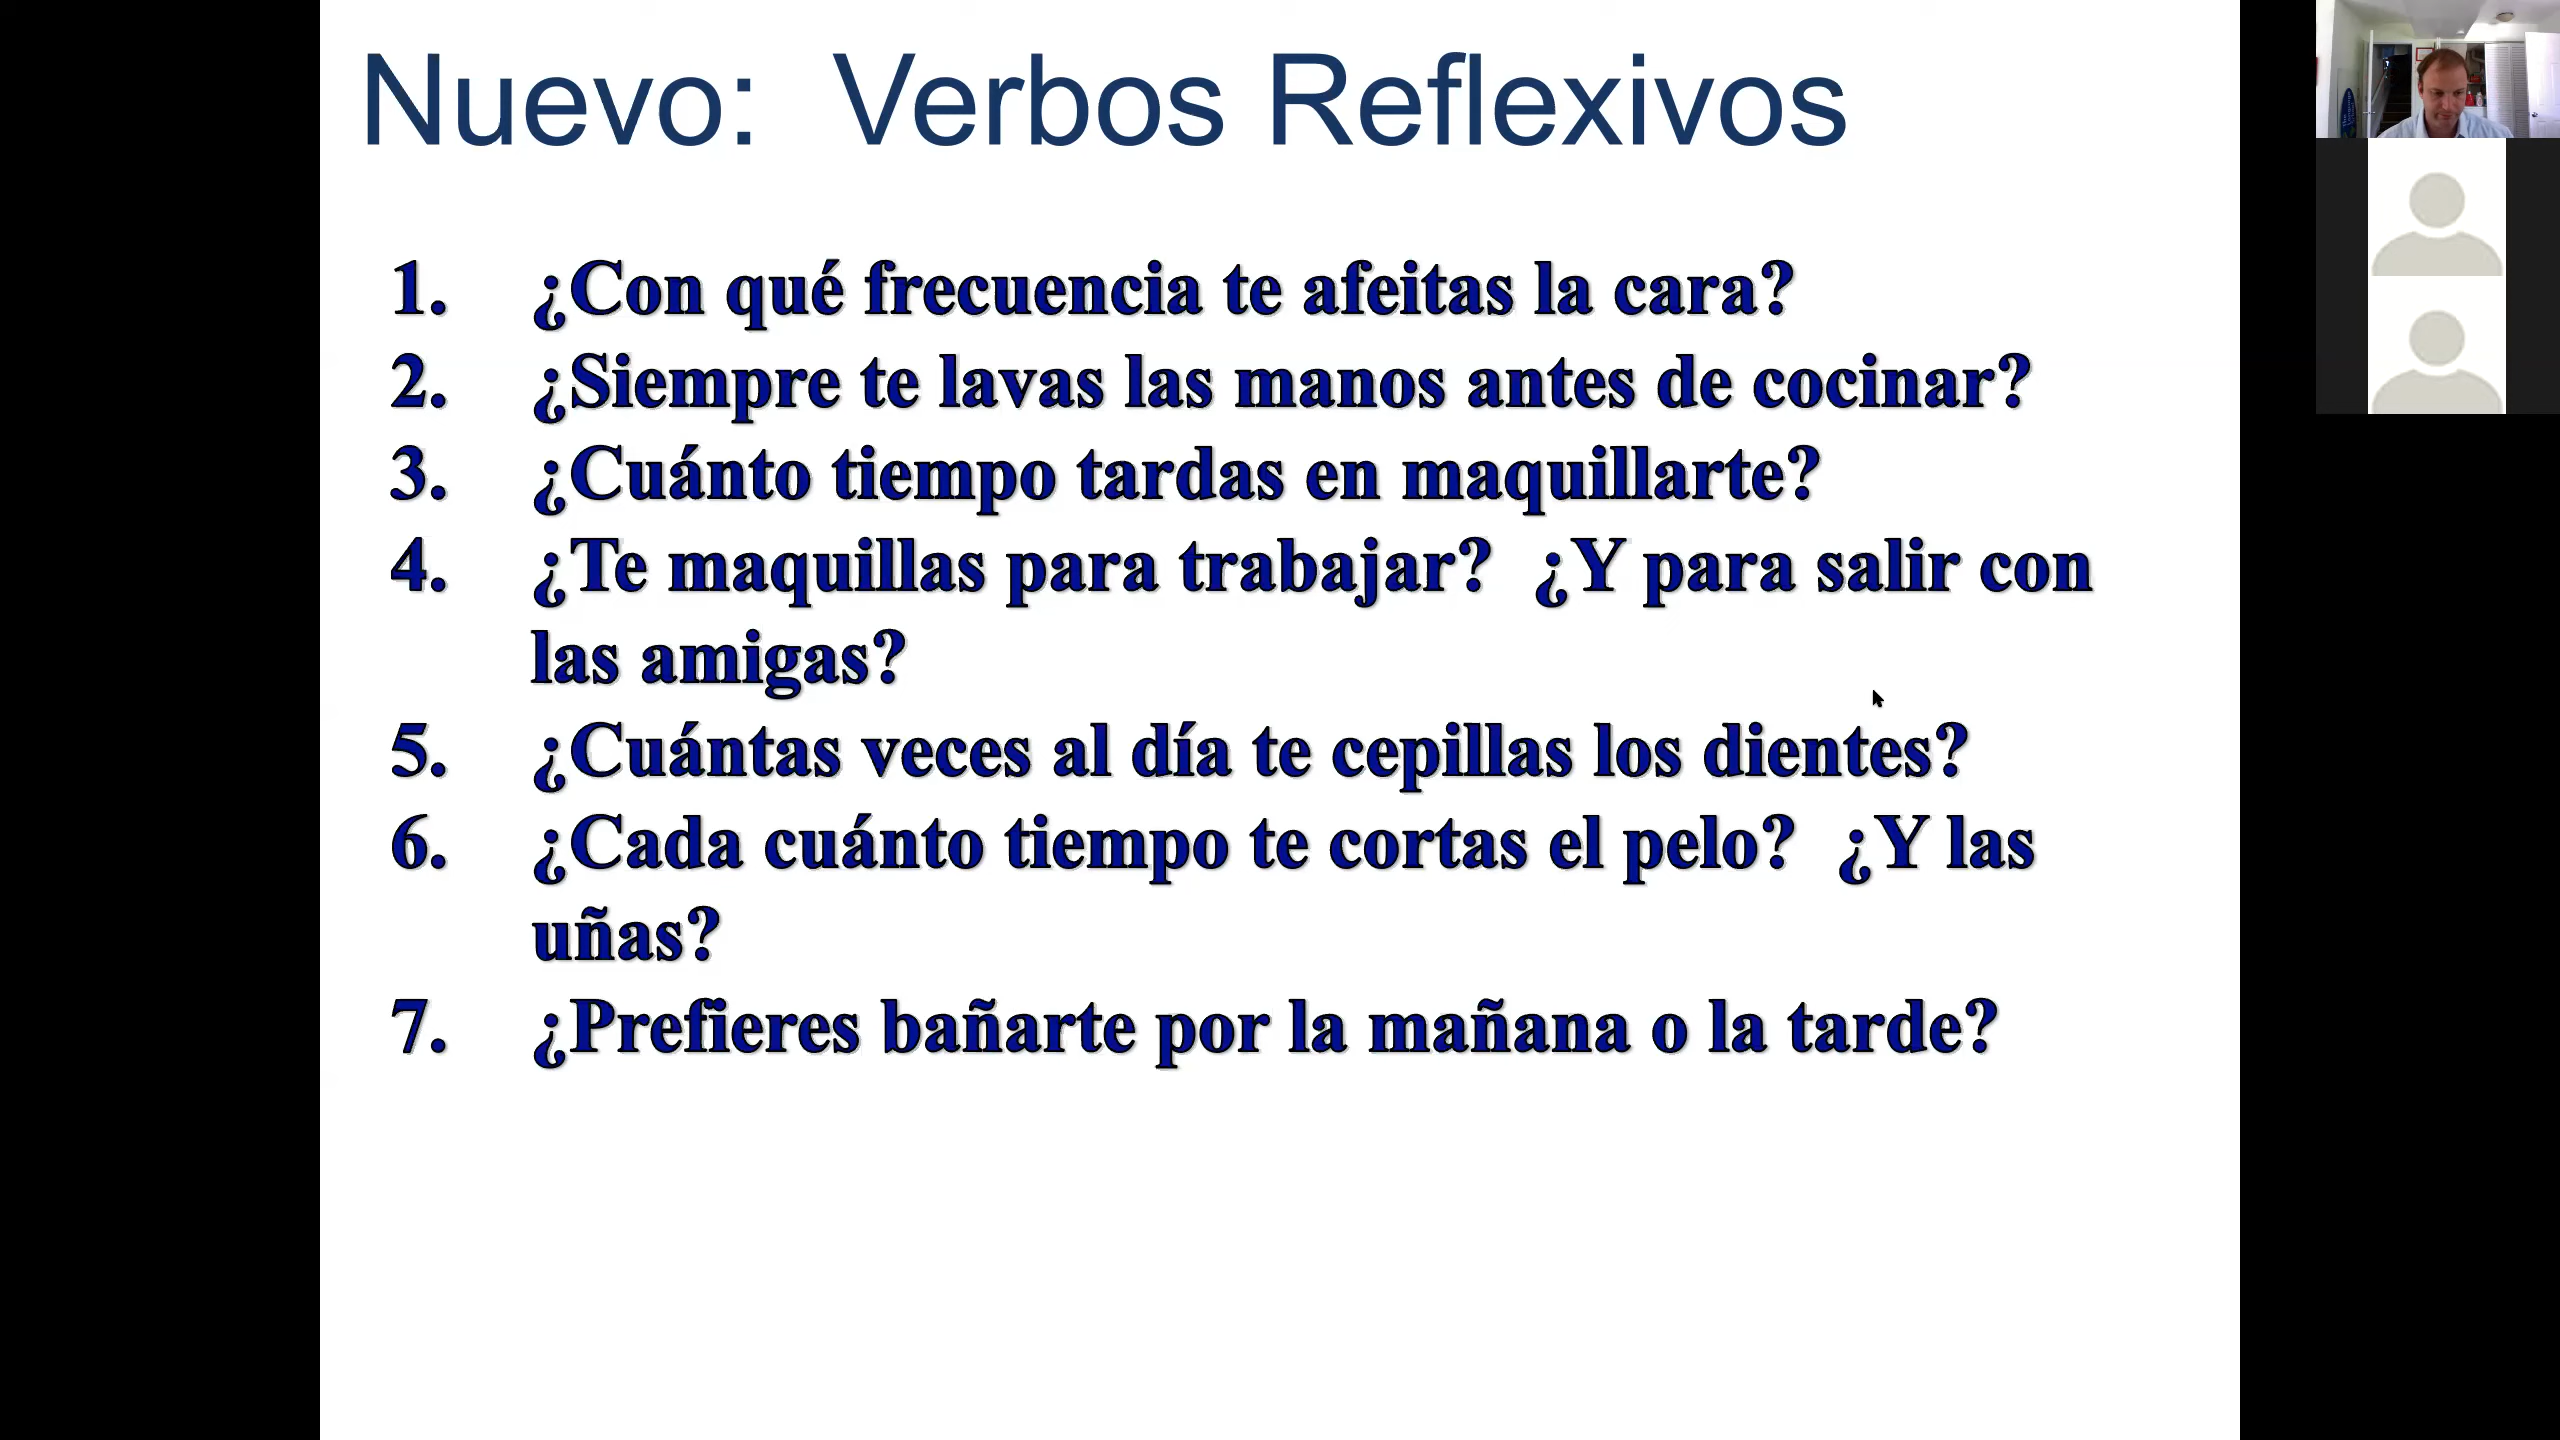 Nuevo: Verbos Reflexivos
1. ¿Con qué frecuencia te afeitas la cara?
2. ¿Siempre te lavas las manos antes de cocinar?
3. ¿Cuánto tiempo tardas en maquillarte?
4. ¿Te maquillas para trabajar? ¿Y para salir con
las amigas?
5. ¿Cuántas veces al día te cepillas los dientes?
6. ¿Cada cuánto tiempo te cortas el pelo? ¿Y las
uñas?
7. ¿Prefieres bañarte por la mañana o la tarde?